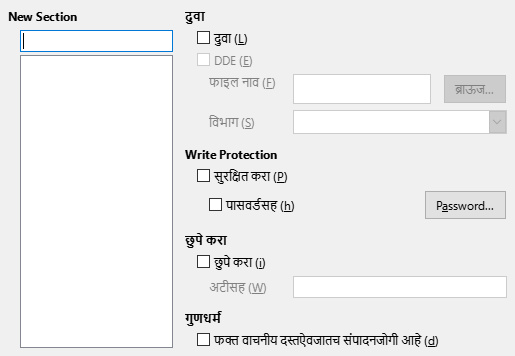 New Section
दुवा
दुवा (L)
DDE (E)
फाइल नाव (F)
ब्राऊज...
विभाग (S)
Write Protection
सुरक्षित करा (P)
पासवर्डसह (h)
Password...
छुपे करा
छुपे करा (i)
अटीसह (W)
गुणधर्म
फक्त वाचनीय दस्तऐवजातच संपादनजोगी आहे (d)